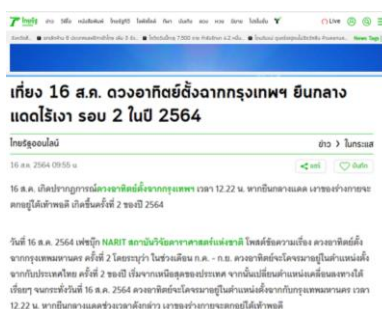 ไทยรัฐ
Live
News Tags
เที่ยง 16 ส.ค. ดวงอาทิตย์ตั้งฉากกรุงเทพฯ ยืนกลาง
แดดไร้เงา รอบ 2 ในปี 2564
ไทยรัฐออนไลน์
ข่าว > ในกระแส
16 ส.ค. 2564 09:55 น.
แชร์
บันทึก
16 ส.ค. เกิดปรากฏการณ์ดวงอาทิตย์ตั้งฉากกรุงเทพฯ เวลา 12.22 น. หากยืนกลางแดด เงาของร่างกายจะ
ตกอยู่ใต้เท้าพอดี เกิดขึ้นครั้งที่ 2 ของปี 2564
วันที่ 16 ส.ค. 2564 เฟซบุ๊ก NARIT สถาบันวิจัยดาราศาสตร์แห่งชาติ โพสต์ข้อความเรื่อง ดวงอาทิตย์ตั้ง
ฉากกรุงเทพมหานคร ครั้งที่ 2 โดยระบุว่า ในช่วงเดือน ก.ค. - ก.ย. ดวงอาทิตย์จะโคจรมาอยู่ในตำแหน่งตั้ง
ฉากกับประเทศไทย ครั้งที่ 2 ของปี เริ่มจากเหนือสุดของประเทศ จากนั้นเปลี่ยนตำแหน่งเคลื่อนลงทางใต้
เรื่อยๆ จนกระทั่งวันที่ 16 ส.ค. 2564 ดวงอาทิตย์จะโคจรมาอยู่ในตำแหน่งตั้งฉากกับกรุงเทพมหานคร เวลา
12.22 น. หากยืนกลางแดดช่วงเวลาดังกล่าว เงาของร่างกายจะตกอยู่ใต้เท้าพอดี